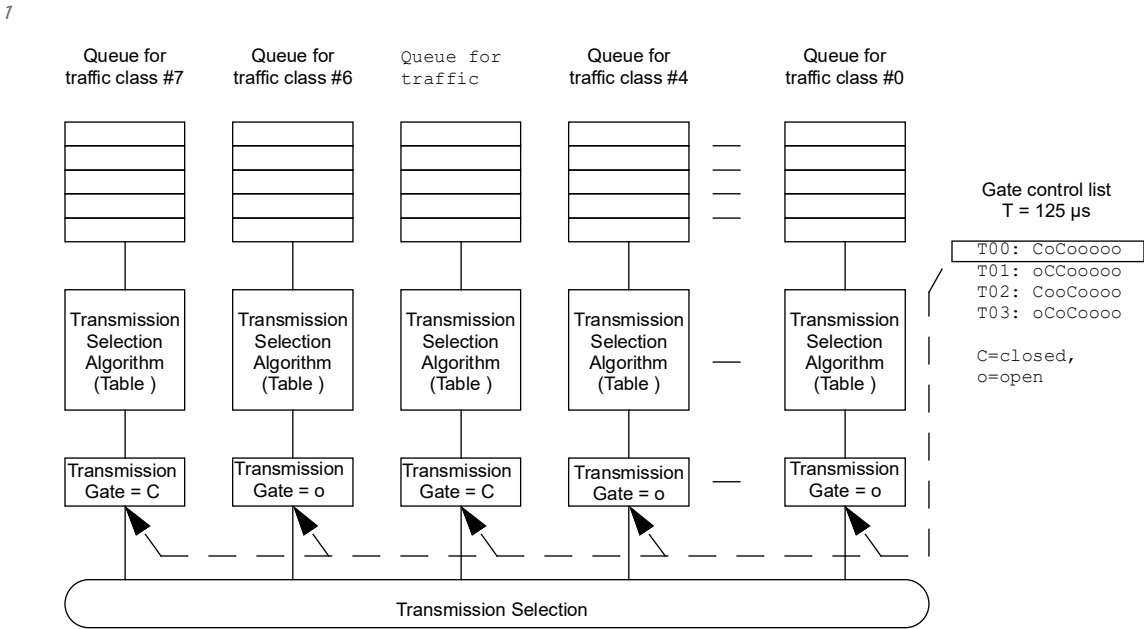 1
Queue for
traffic class #7
Queue for
traffic class #6
Queue for
traffic
Queue for
traffic class #4
Queue for
traffic class #0
Gate control list
T = 125 µs
T00: CoCooooo
T01: oCCooooo
T02: CooCoooo
T03: oCoCoooo
C=closed,
o=open
Transmission
Selection
Algorithm
(Table )
Transmission
Selection
Algorithm
(Table )
Transmission
Selection
Algorithm
(Table )
Transmission
Selection
Algorithm
(Table )
Transmission
Selection
Algorithm
(Table )
Transmission
Gate = C
Transmission
Gate = o
Transmission
Gate = C
Transmission
Gate = o
Transmission
Gate = o
Transmission Selection